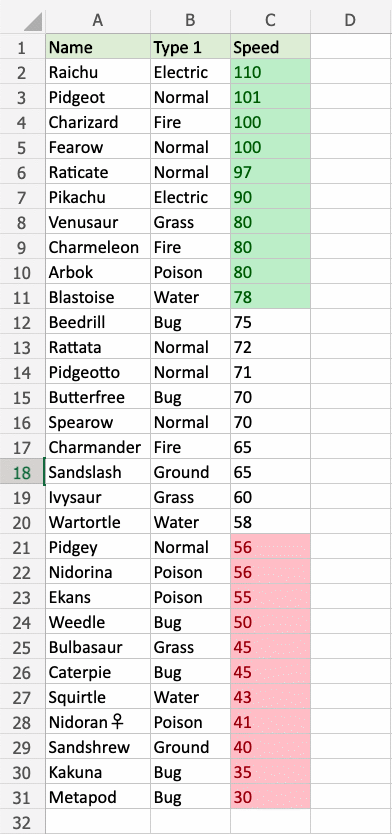 A B C D
1 Name Type 1 Speed
2 Raichu Electric 110
3 Pidgeot Normal 101
4 Charizard Fire 100
5 Fearow Normal 100
6 Raticate Normal 97
7 Pikachu Electric 90
8 Venusaur Grass 80
9 Charmeleon Fire 80
10 Arbok Poison 80
11 Blastoise Water 78
12 Beedrill Bug 75
13 Rattata Normal 72
14 Pidgeotto Normal 71
15 Butterfree Bug 70
16 Spearow Normal 70
17 Charmander Fire 65
18 Sandslash Ground 65
19 Ivysaur Grass 60
20 Wartortle Water 58
21 Pidgey Normal 56
22 Nidorina Poison 56
23 Ekans Poison 55
24 Weedle Bug 50
25 Bulbasaur Grass 45
26 Caterpie Bug 45
27 Squirtle Water 43
28 Nidoran♀ Poison 41
29 Sandshrew Ground 40
30 Kakuna Bug 35
31 Metapod Bug 30
32